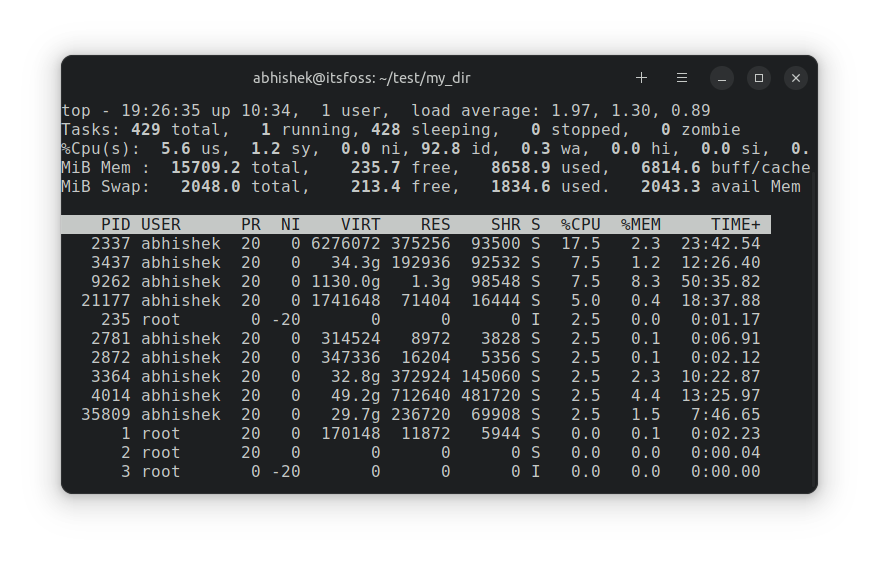 abhishek@itsfoss: ~/test/my_dir
top - 19:26:35 up 10:34,  1 user,  load average: 1.97, 1.30, 0.89
Tasks: 429 total,   1 running, 428 sleeping,   0 stopped,   0 zombie
%Cpu(s):  5.6 us,  1.2 sy,  0.0 ni, 92.8 id,  0.3 wa,  0.0 hi,  0.0 si,  0.
MiB Mem :  15709.2 total,    235.7 free,   8658.9 used,   6814.6 buff/cache
MiB Swap:   2048.0 total,    213.4 free,   1834.6 used.   2043.3 avail Mem
    PID USER      PR  NI    VIRT    RES    SHR S  %CPU  %MEM     TIME+
   2337 abhishek  20   0 6276072 375256  93500 S  17.5   2.3  23:42.54
   3437 abhishek  20   0   34.3g 192936  92532 S   7.5   1.2  12:26.40
   9262 abhishek  20   0 1130.0g   1.3g  98548 S   7.5   8.3  50:35.82
  21177 abhishek  20   0 1741648  71404  16444 S   5.0   0.4  18:37.88
    235 root       0 -20       0      0      0 I   2.5   0.0   0:01.17
   2781 abhishek  20   0  314524   8972   3828 S   2.5   0.1   0:06.91
   2872 abhishek  20   0  347336  16204   5356 S   2.5   0.1   0:02.12
   3364 abhishek  20   0   32.8g 372924 145060 S   2.5   2.3  10:22.87
   4014 abhishek  20   0   49.2g 712640 481720 S   2.5   4.4  13:25.97
  35809 abhishek  20   0   29.7g 236720  69908 S   2.5   1.5   7:46.65
      1 root      20   0  170148  11872   5944 S   0.0   0.1   0:02.23
      2 root      20   0       0      0      0 S   0.0   0.0   0:00.04
      3 root       0 -20       0      0      0 I   0.0   0.0   0:00.00